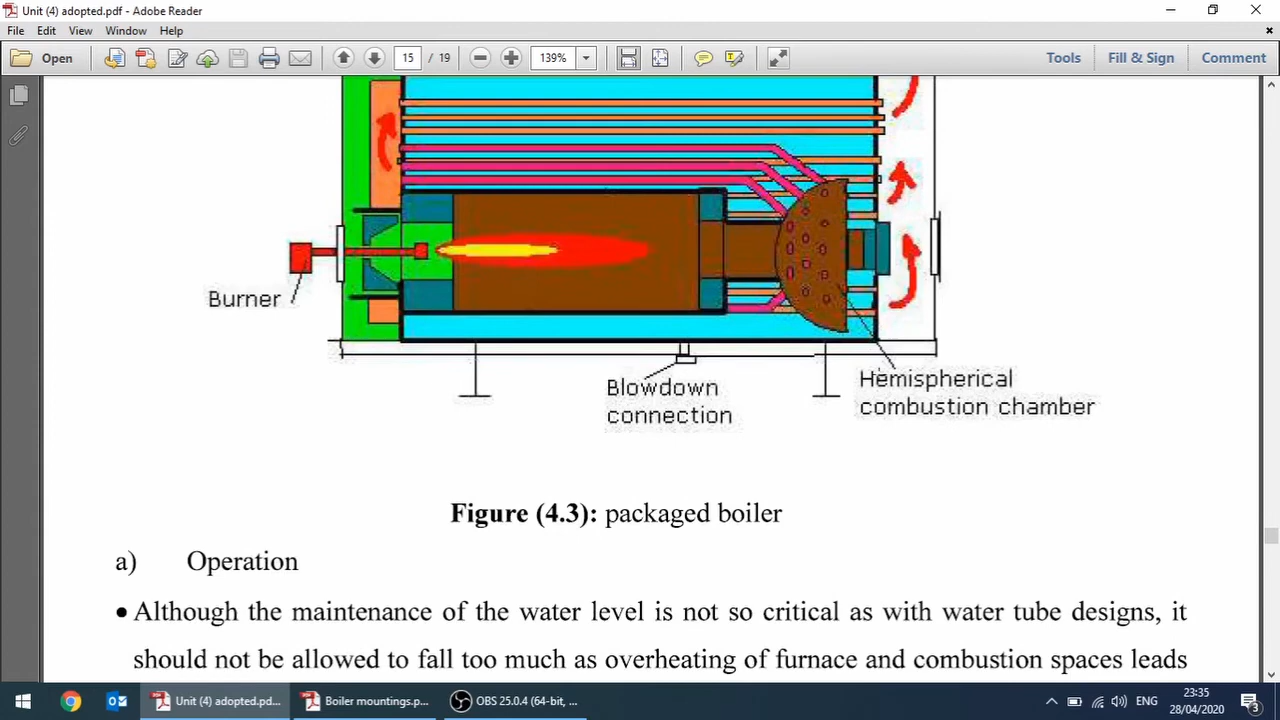 Unit (4) adopted.pdf - Adobe Reader
File Edit View Window Help
Open 15 / 19 139% Tools Fill & Sign Comment
Burner
Blowdown
connection
Hemispherical
combustion chamber
Figure (4.3): packaged boiler
a) Operation
• Although the maintenance of the water level is not so critical as with water tube designs, it
should not be allowed to fall too much as overheating of furnace and combustion spaces leads
Unit (4) adopted.pd... Boiler mountings.p... OBS 25.0.4 (64-bit, ... ENG 23:35
28/04/2020 3